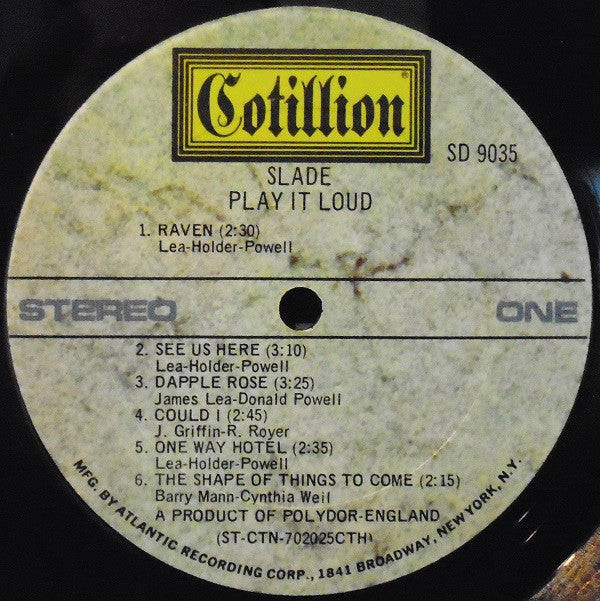 Cotillion®
SD 9035
SLADE
PLAY IT LOUD
1. RAVEN (2:30)
Lea-Holder-Powell
STEREO ONE
2. SEE US HERE (3:10)
Lea-Holder-Powell
3. DAPPLE ROSE (3:25)
James Lea-Donald Powell
4. COULD I (2:45)
J. Griffin-R. Royer
5. ONE WAY HOTEL (2:35)
Lea-Holder-Powell
6. THE SHAPE OF THINGS TO COME (2:15)
Barry Mann-Cynthia Weil
A PRODUCT OF POLYDOR-ENGLAND
(ST-CTN-702025CTH)
MFG. BY ATLANTIC RECORDING CORP., 1841 BROADWAY, NEW YORK, N.Y.